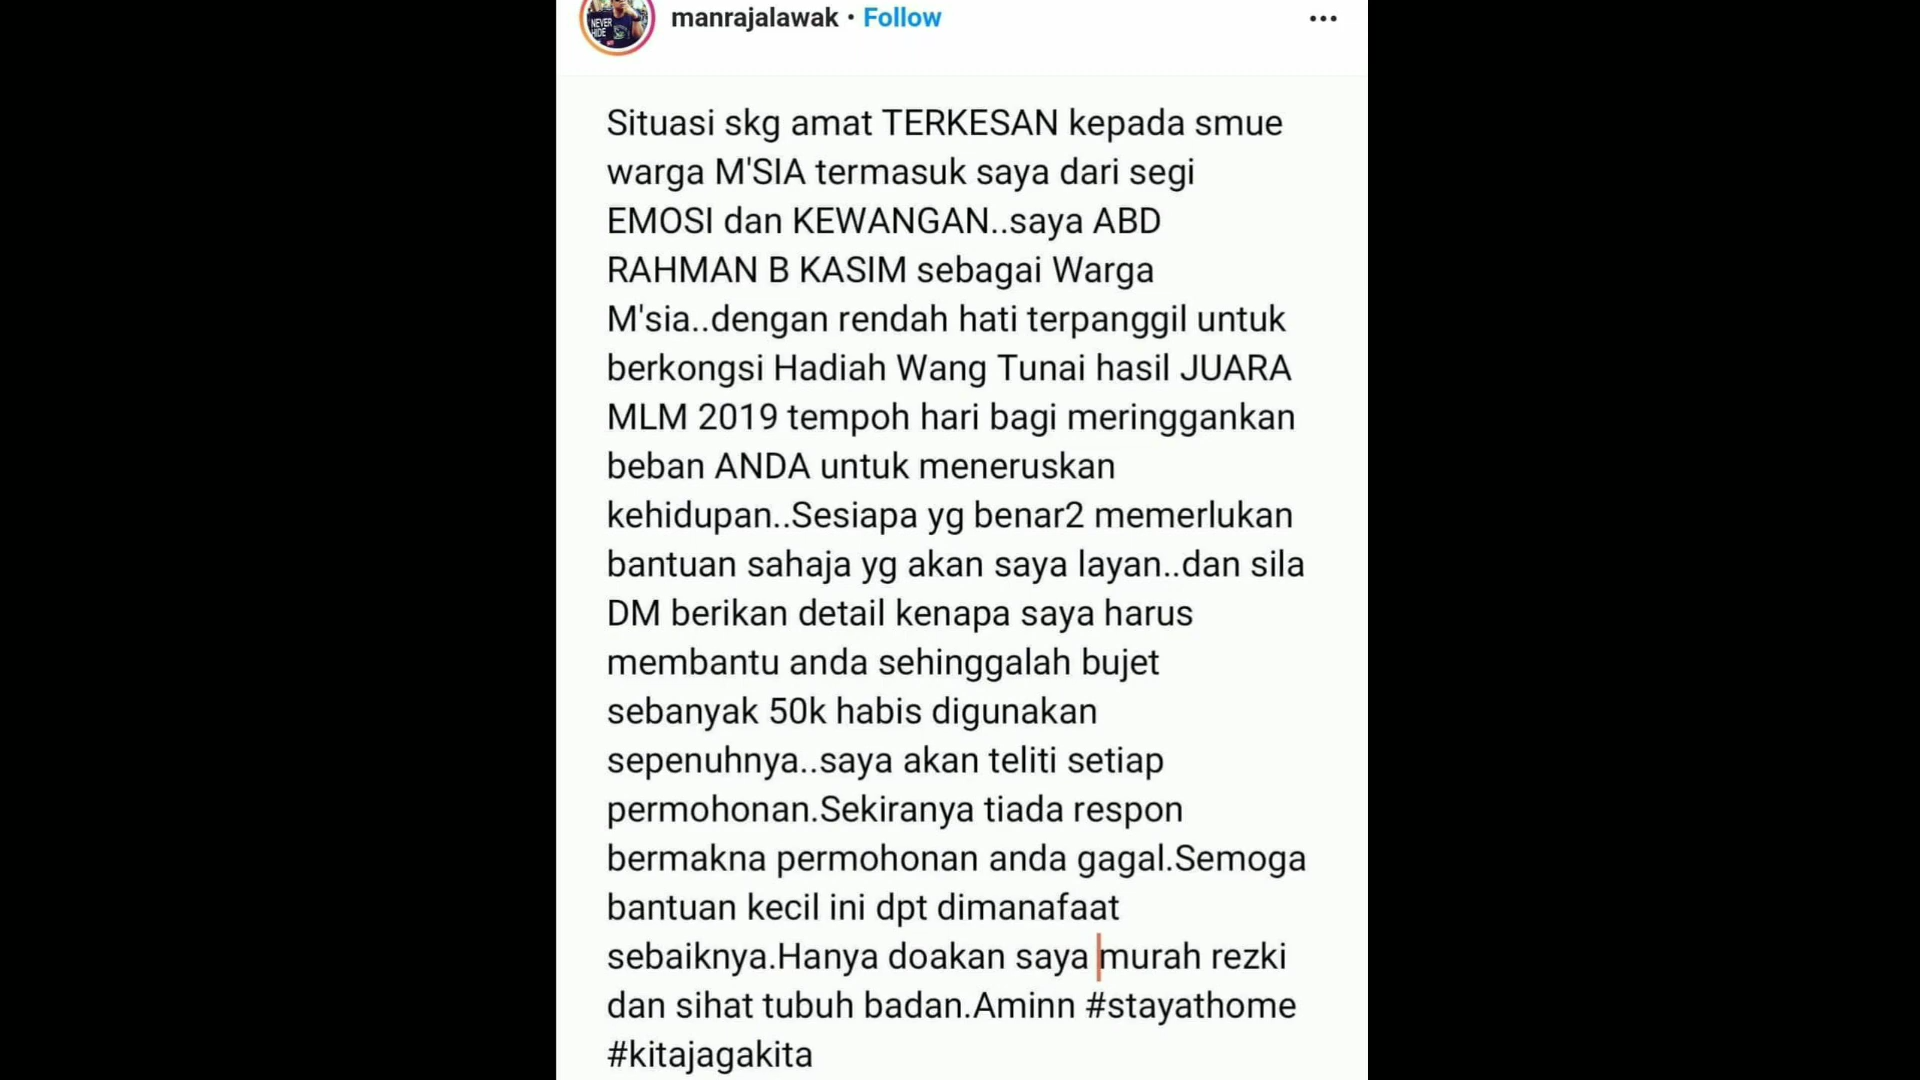 NEVER
HIDE
manrajalawak • Follow
Situasi skg amat TERKESAN kepada smue
warga M'SIA termasuk saya dari segi
EMOSI dan KEWANGAN..saya ABD
RAHMAN B KASIM sebagai Warga
M'sia..dengan rendah hati terpanggil untuk
berkongsi Hadiah Wang Tunai hasil JUARA
MLM 2019 tempoh hari bagi meringgankan
beban ANDA untuk meneruskan
kehidupan..Sesiapa yg benar2 memerlukan
bantuan sahaja yg akan saya layan..dan sila
DM berikan detail kenapa saya harus
membantu anda sehinggalah bujet
sebanyak 50k habis digunakan
sepenuhnya..saya akan teliti setiap
permohonan.Sekiranya tiada respon
bermakna permohonan anda gagal.Semoga
bantuan kecil ini dpt dimanafaat
sebaiknya.Hanya doakan saya murah rezki
dan sihat tubuh badan.Aminn #stayathome
#kitajagakita